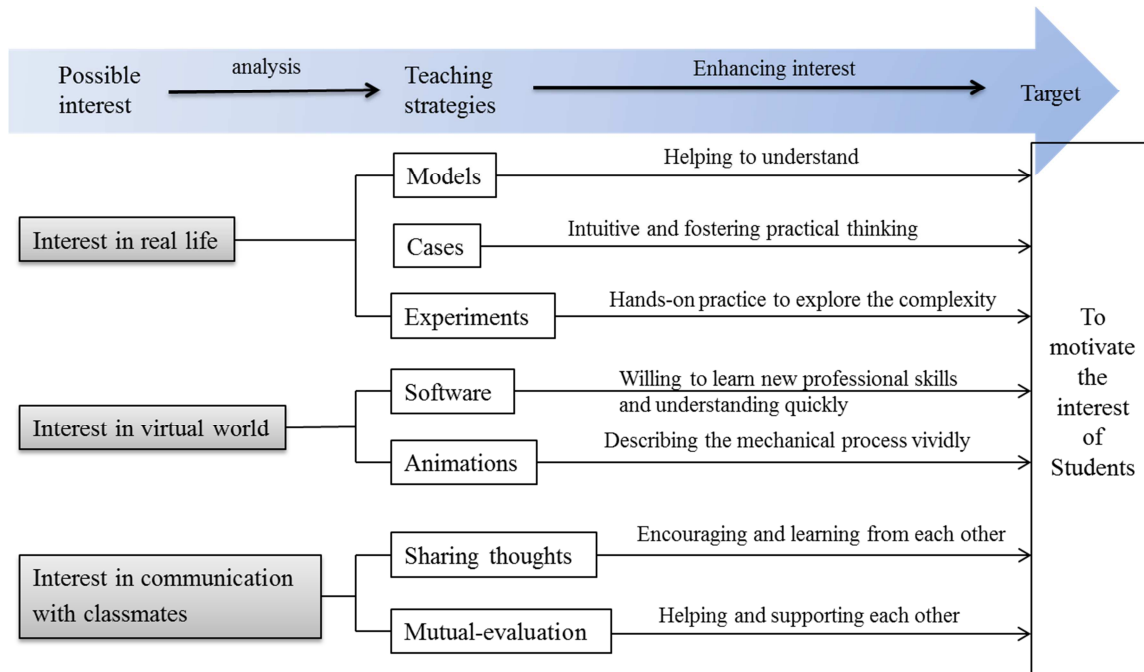 Possible
interest
analysis
Teaching
strategies
Enhancing interest
Target
Interest in real life
Models
Helping to understand
Cases
Intuitive and fostering practical thinking
Experiments
Hands-on practice to explore the complexity
Interest in virtual world
Software
Willing to learn new professional skills
and understanding quickly
Animations
Describing the mechanical process vividly
Interest in communication
with classmates
Sharing thoughts
Encouraging and learning from each other
Mutual-evaluation
Helping and supporting each other
To
motivate
the
interest
of
Students